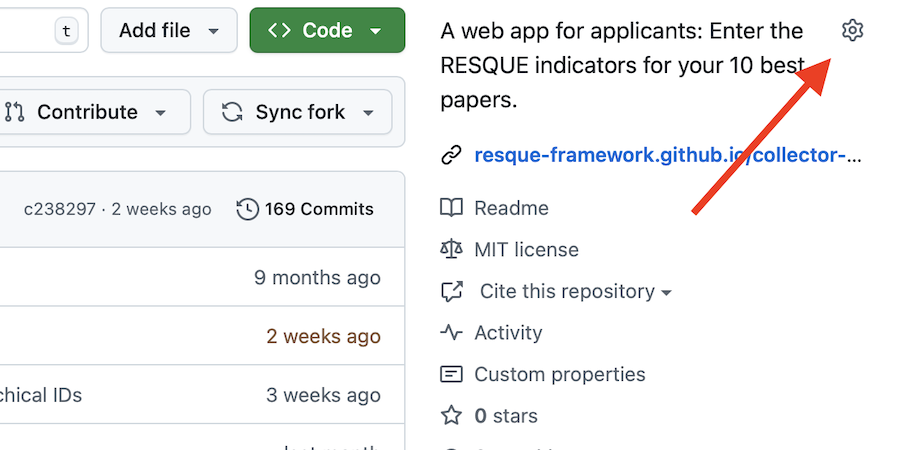 t
Add file
Code
Contribute
Sync fork
c238297 · 2 weeks ago
169 Commits
9 months ago
2 weeks ago
chical IDs
3 weeks ago
A web app for applicants: Enter the
RESQUE indicators for your 10 best
papers.
resque-framework.github.io/collector-...
Readme
MIT license
Cite this repository
Activity
Custom properties
0 stars